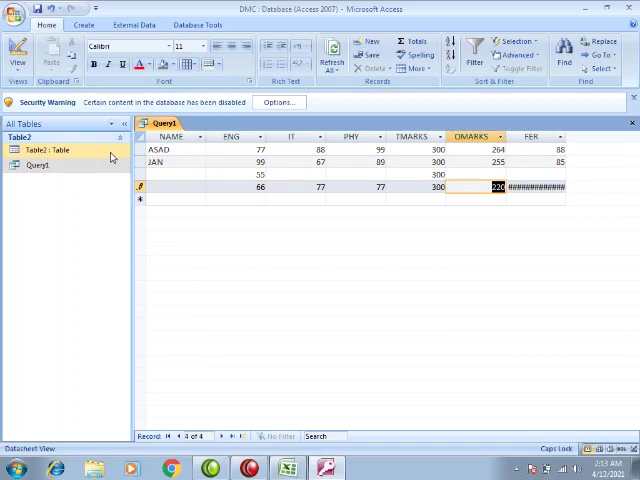 DMC : Database (Access 2007) - Microsoft Access
Home Create External Data Database Tools
View Paste Calibri 11 Refresh All New Save Delete Totals Spelling More Filter Selection Advanced Toggle Filter Find Replace Go To Select
B I U A
Views Clipboard Font Rich Text Records Sort & Filter Find
Security Warning Certain content in the database has been disabled Options...
All Tables Query1
Table2 NAME ENG IT PHY TMARKS OMARKS FER
Table2 : Table ASAD 77 88 99 300 264 88
Query1 JAN 99 67 89 300 255 85
55 300
66 77 77 300 220 #############
Record: 4 of 4 No Filter Search
Datasheet View Caps Lock SQL
2:13 AM
4/13/2021